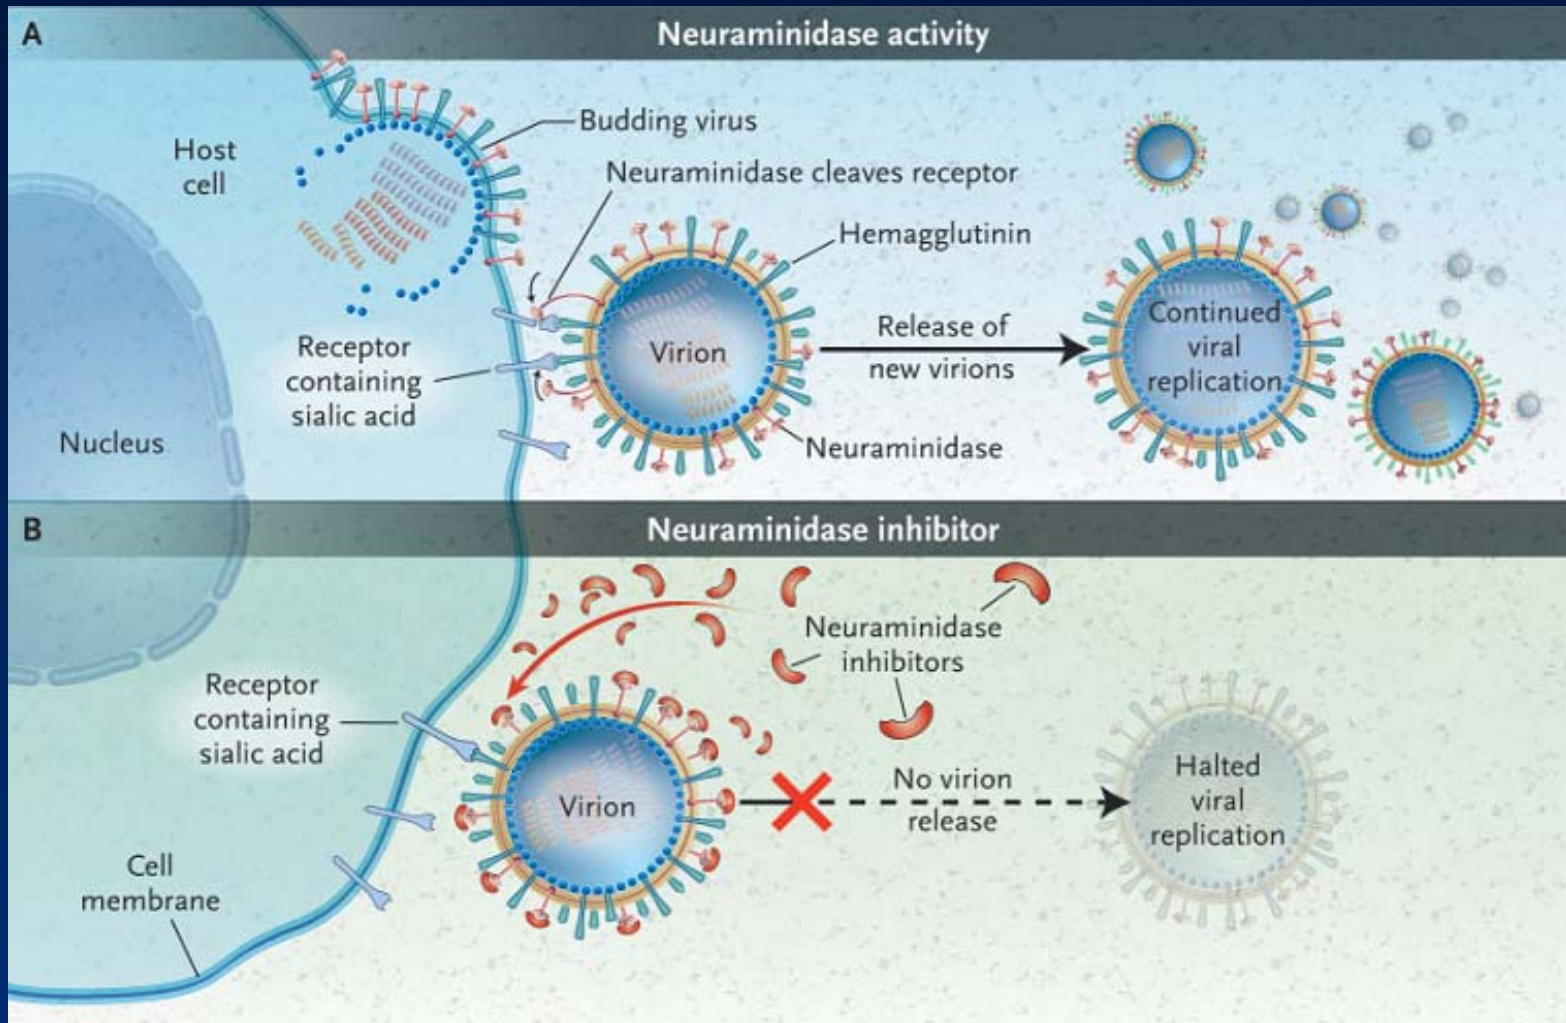 A
Neuraminidase activity
Budding virus
Host
cell
Neuraminidase cleaves receptor
Hemagglutinin
Receptor
containing
sialic acid
Virion
Release of
new virions
Continued
viral
replication
Nucleus
Neuraminidase
B
Neuraminidase inhibitor
Neuraminidase
inhibitors
Receptor
containing
sialic acid
Virion
No virion
release
Halted
viral
replication
Cell
membrane